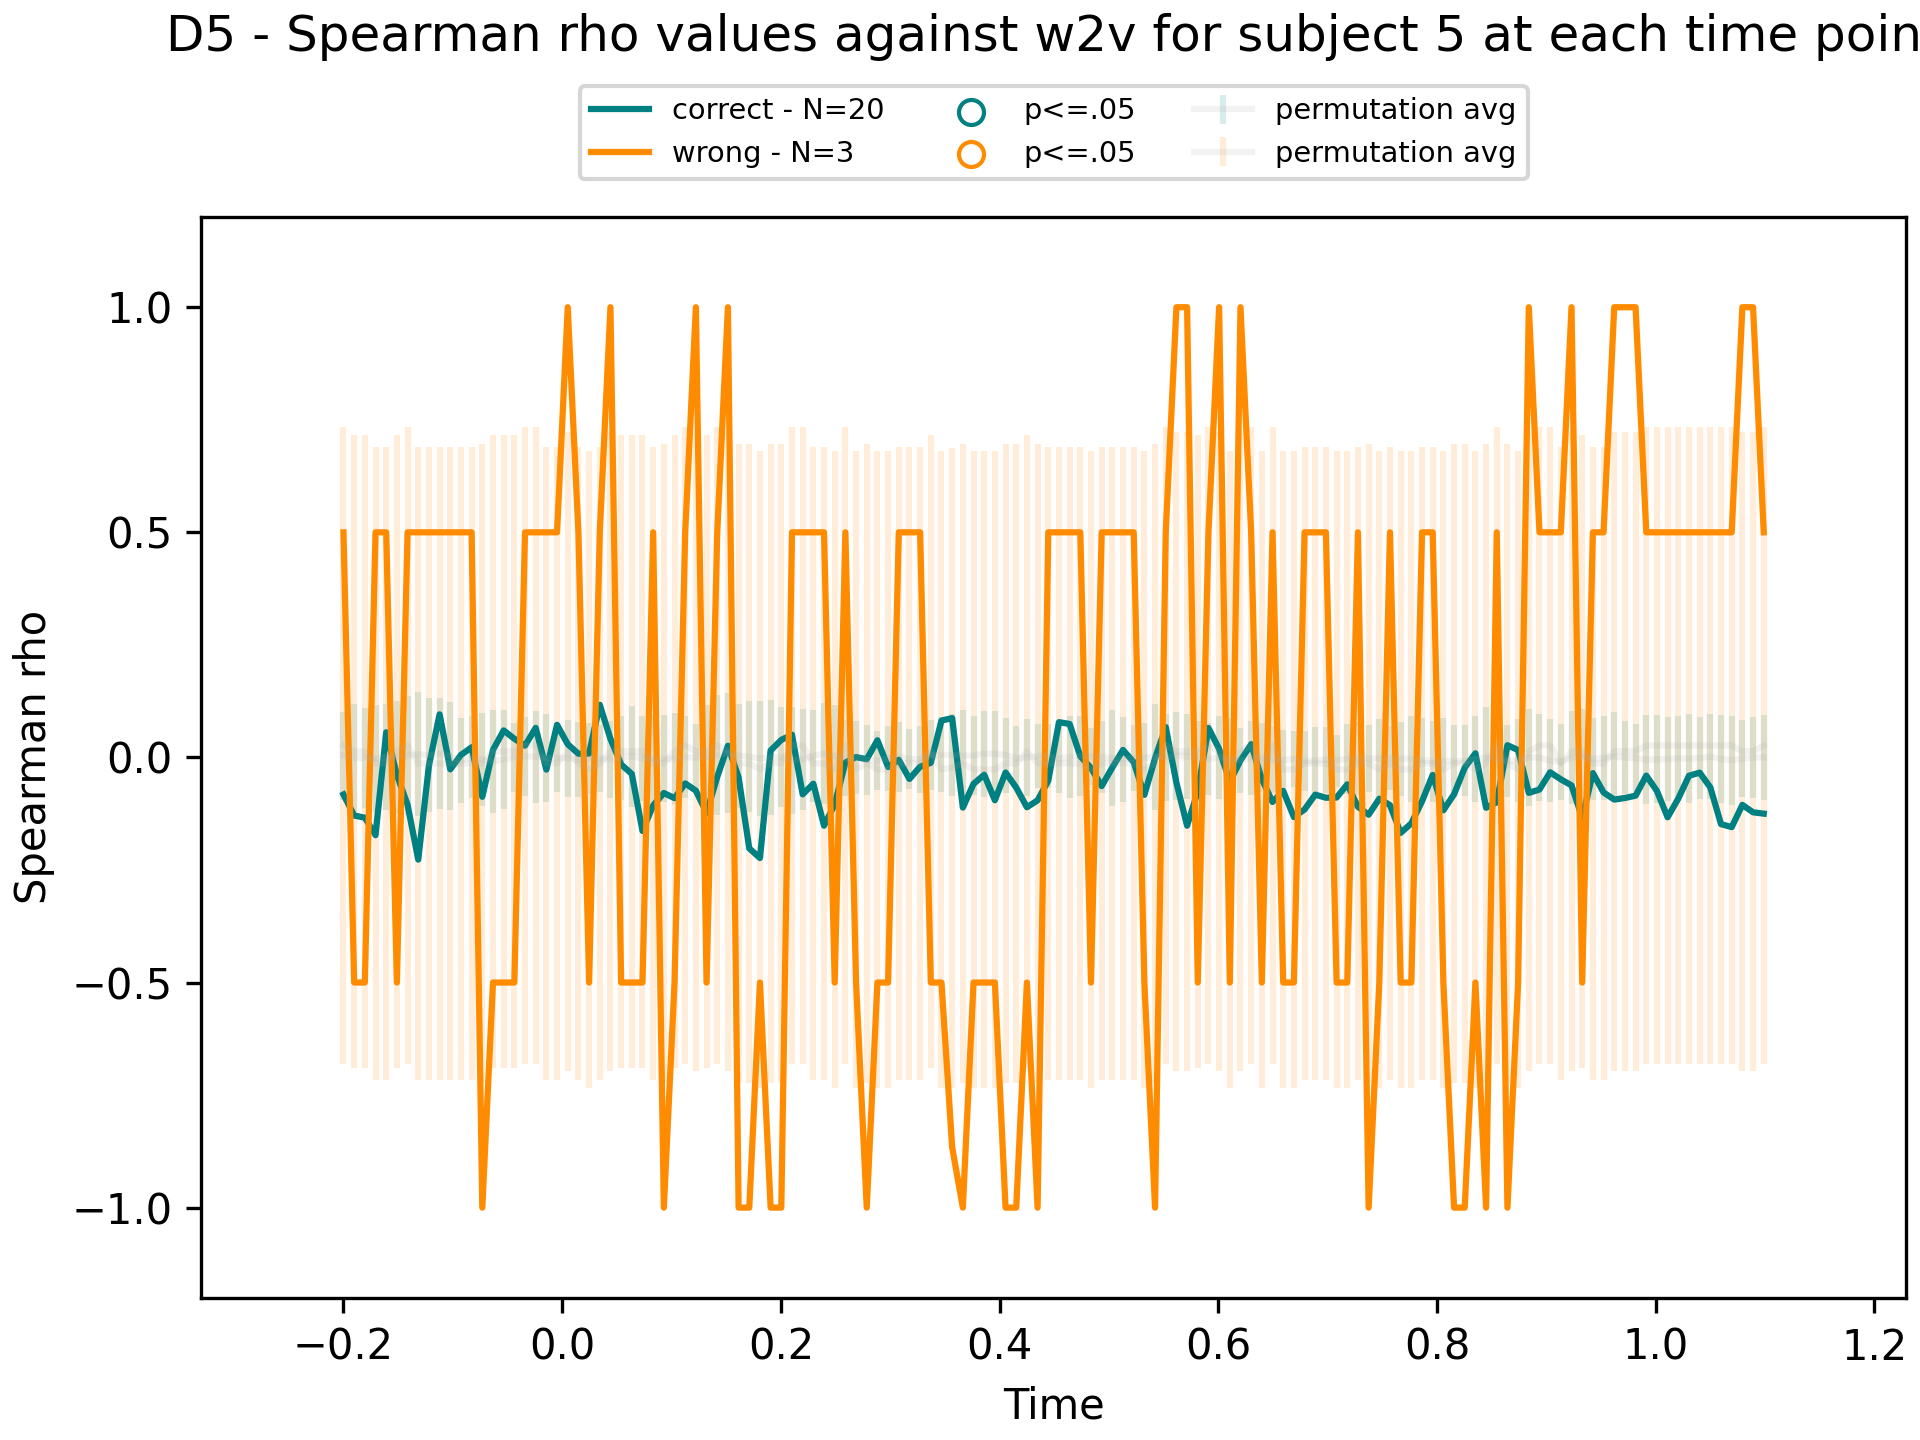 D5 - Spearman rho values against w2v for subject 5 at each time poin
correct - N=20 p<=.05 permutation avg
wrong - N=3 p<=.05 permutation avg
1.0
0.5
0.0
−0.5
−1.0
Spearman rho
−0.2 0.0 0.2 0.4 0.6 0.8 1.0 1.2
Time